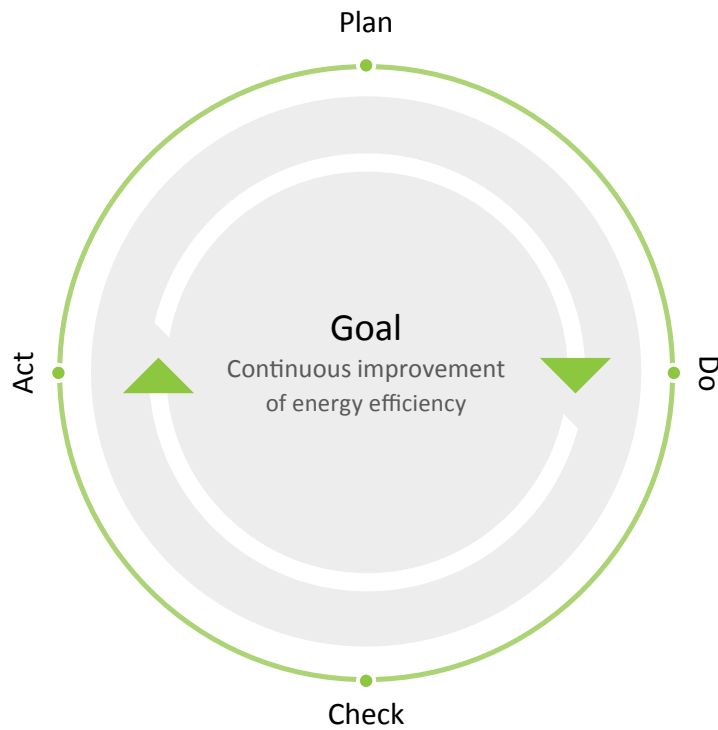 Plan
Act
Goal
Continuous improvement
of energy efficiency
Do
Check